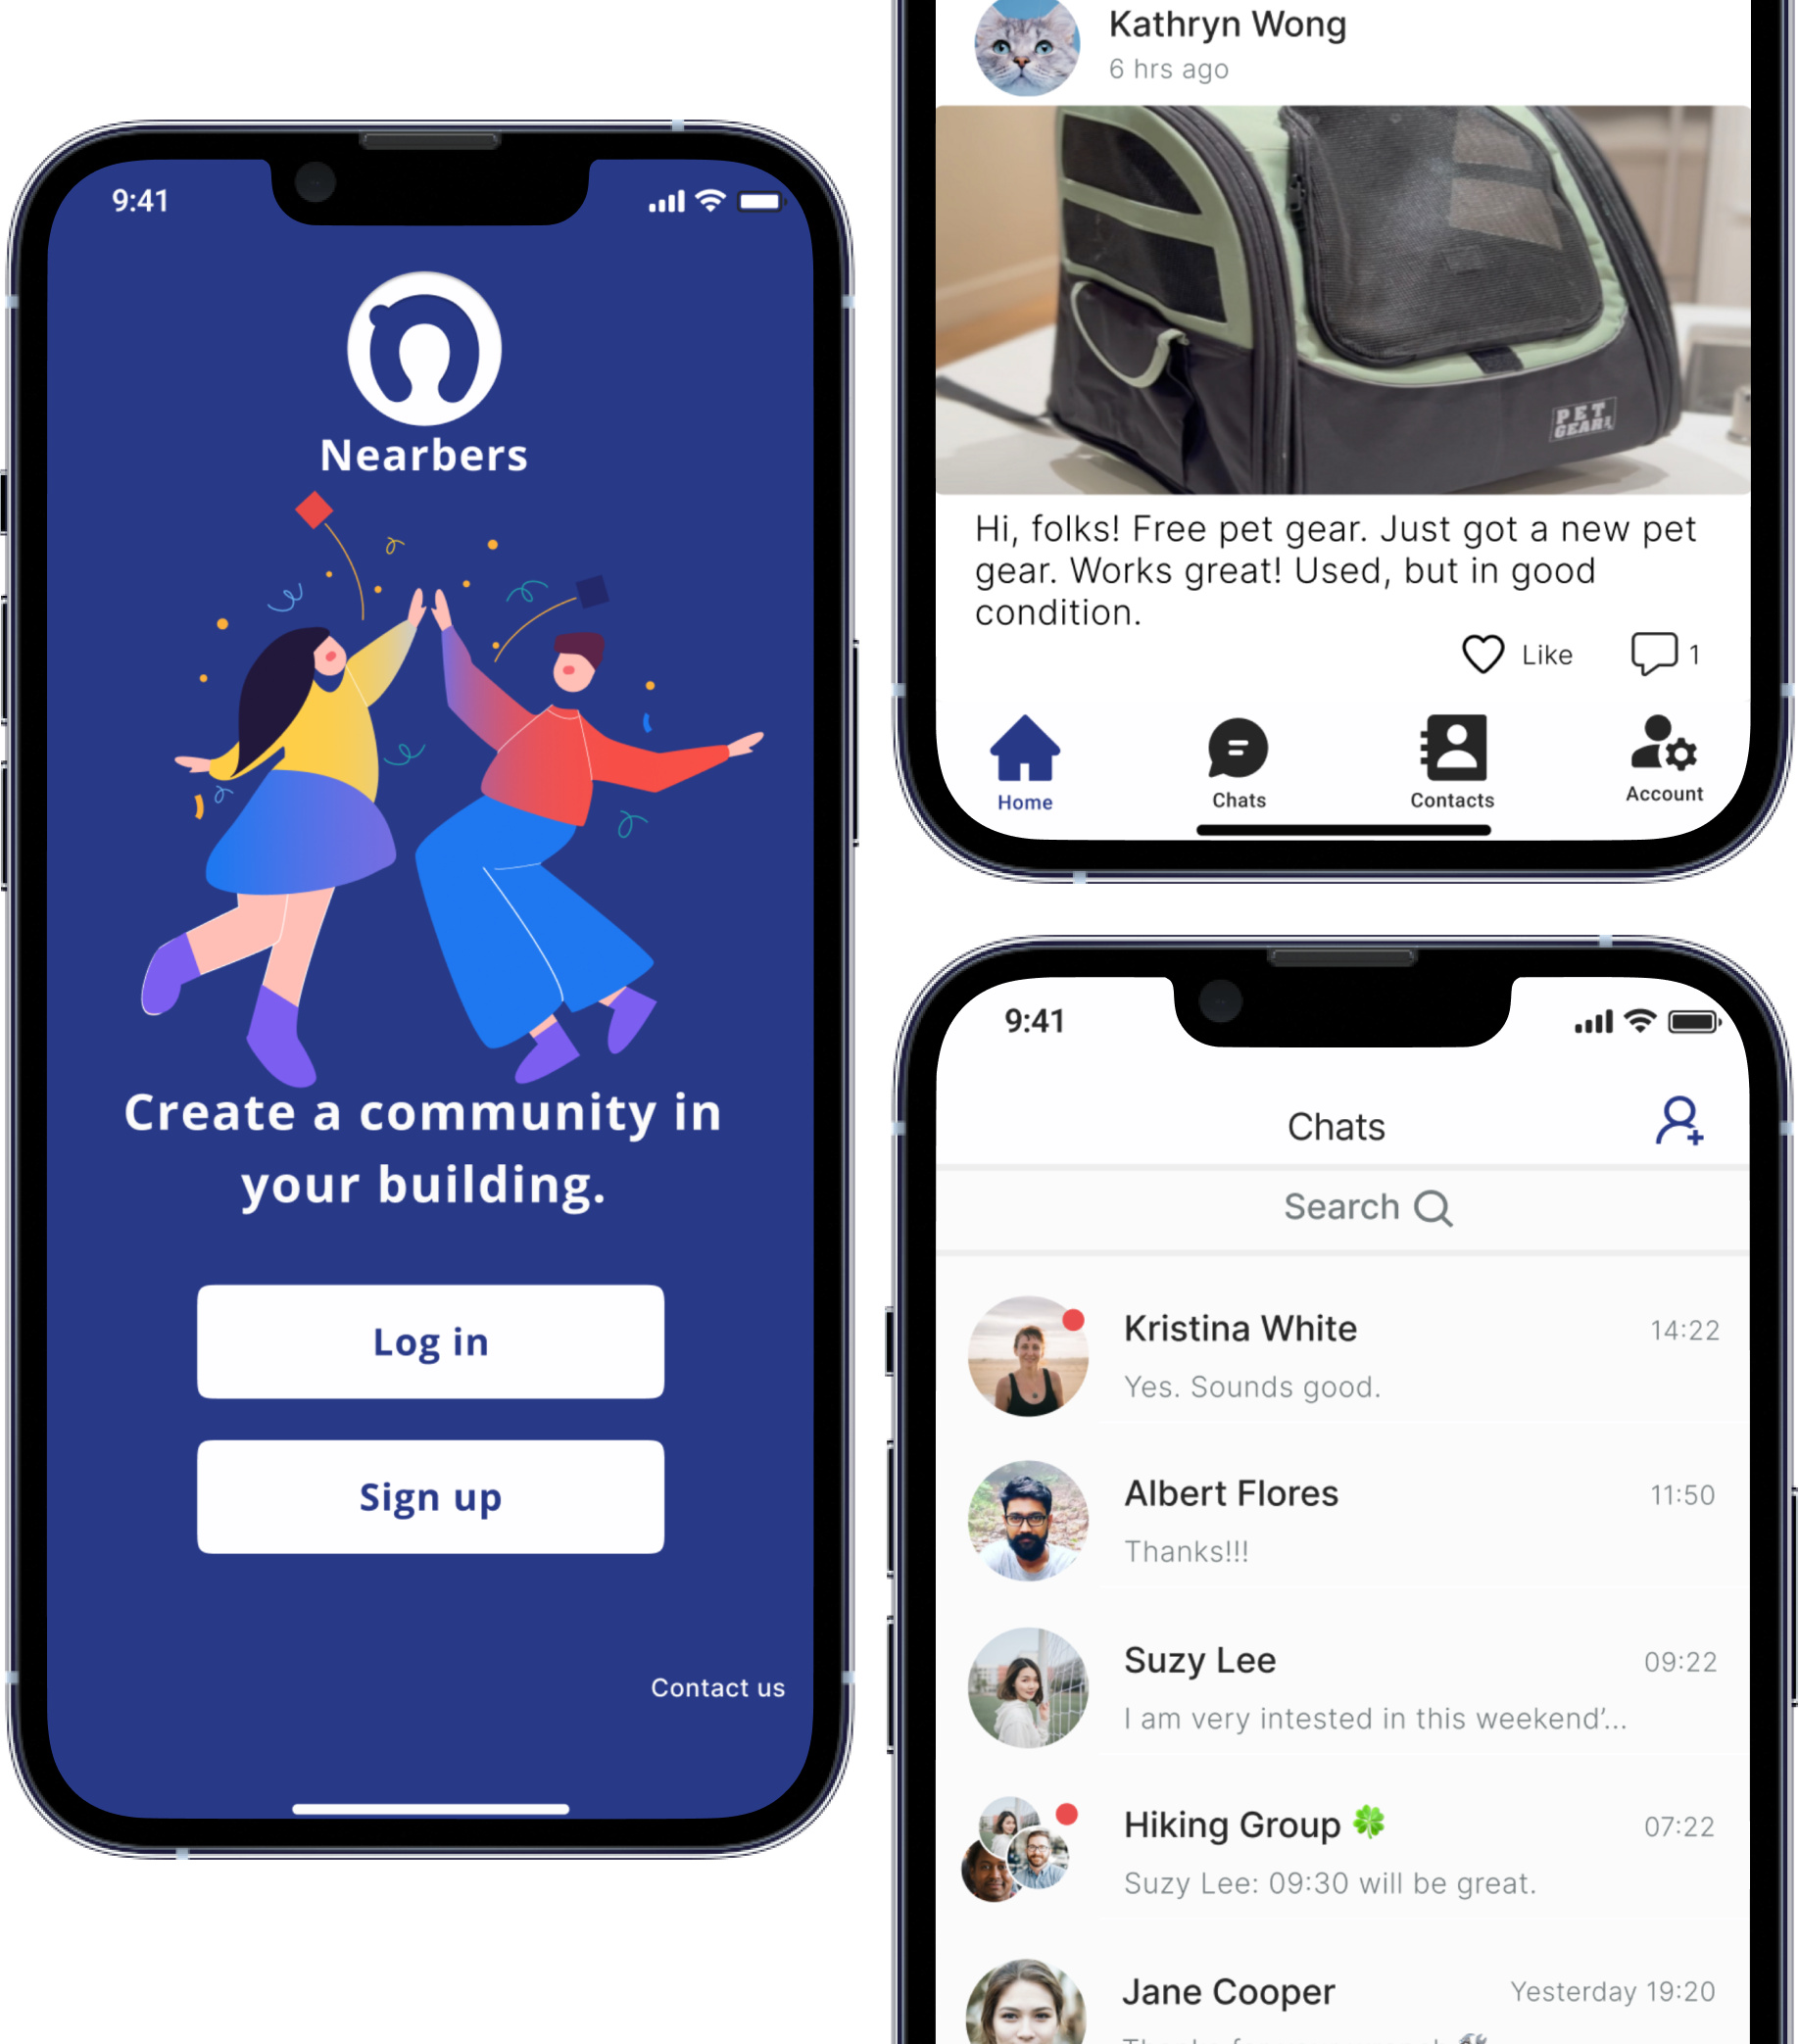 9:41
Nearbers
Create a community in
your building.
Log in
Sign up
Contact us
Kathryn Wong
6 hrs ago
PET
GEAR
Hi, folks! Free pet gear. Just got a new pet
gear. Works great! Used, but in good
condition.
Like 1
Home Chats Contacts Account
9:41
Chats
Search
Kristina White 14:22
Yes. Sounds good.
Albert Flores 11:50
Thanks!!!
Suzy Lee 09:22
I am very intested in this weekend’...
Hiking Group 🍀 07:22
Suzy Lee: 09:30 will be great.
Jane Cooper Yesterday 19:20